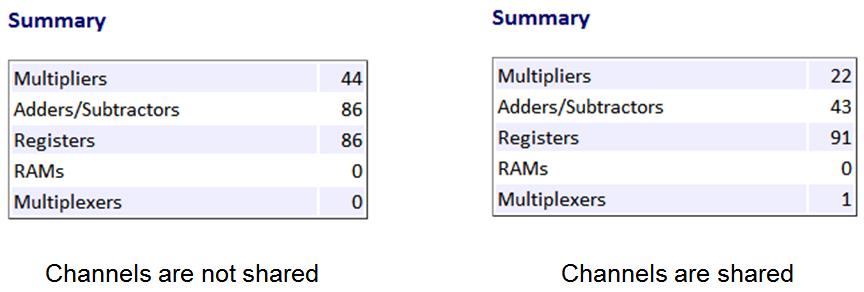 Summary
Multipliers 44
Adders/Subtractors 86
Registers 86
RAMs 0
Multiplexers 0
Channels are not shared
Summary
Multipliers 22
Adders/Subtractors 43
Registers 91
RAMs 0
Multiplexers 1
Channels are shared